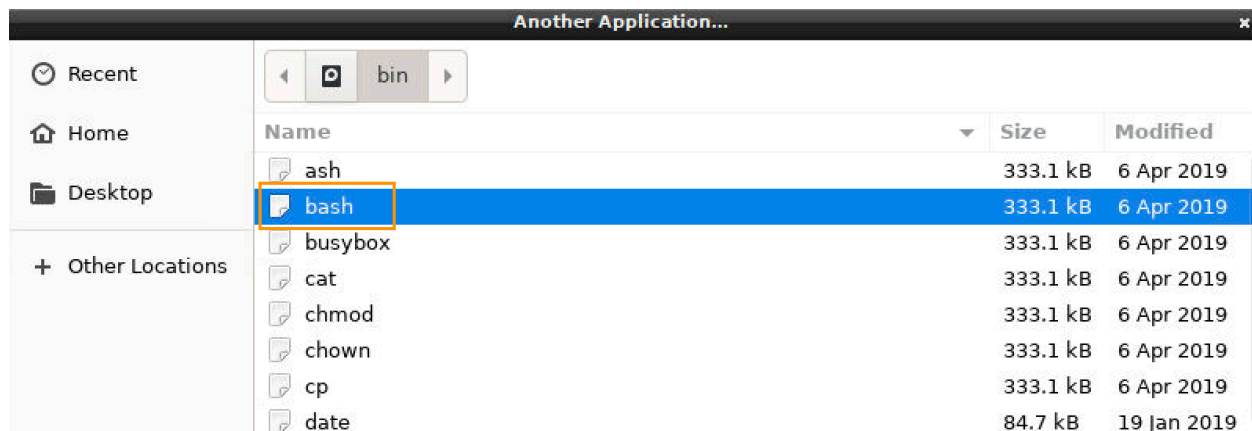 Another Application...
Recent
Home
Desktop
Other Locations
bin
Name Size Modified
ash 333.1 kB 6 Apr 2019
bash 333.1 kB 6 Apr 2019
busybox 333.1 kB 6 Apr 2019
cat 333.1 kB 6 Apr 2019
chmod 333.1 kB 6 Apr 2019
chown 333.1 kB 6 Apr 2019
cp 333.1 kB 6 Apr 2019
date 84.7 kB 19 Jan 2019